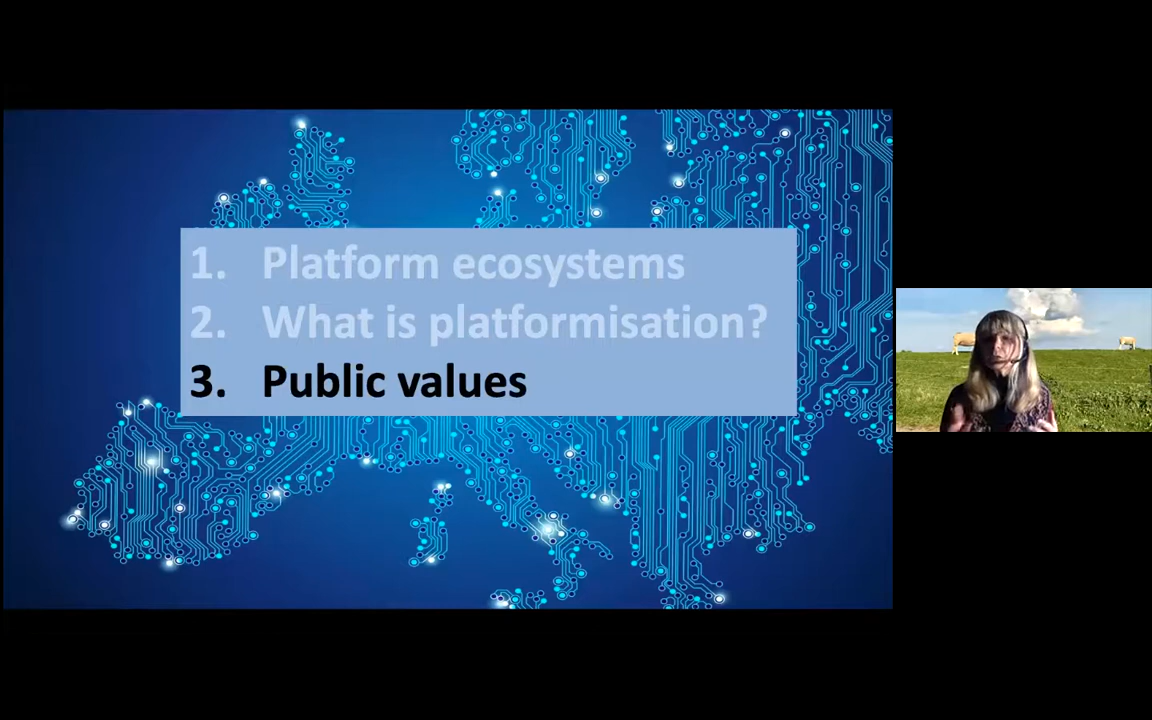 1. Platform ecosystems
2. What is platformisation?
3. Public values